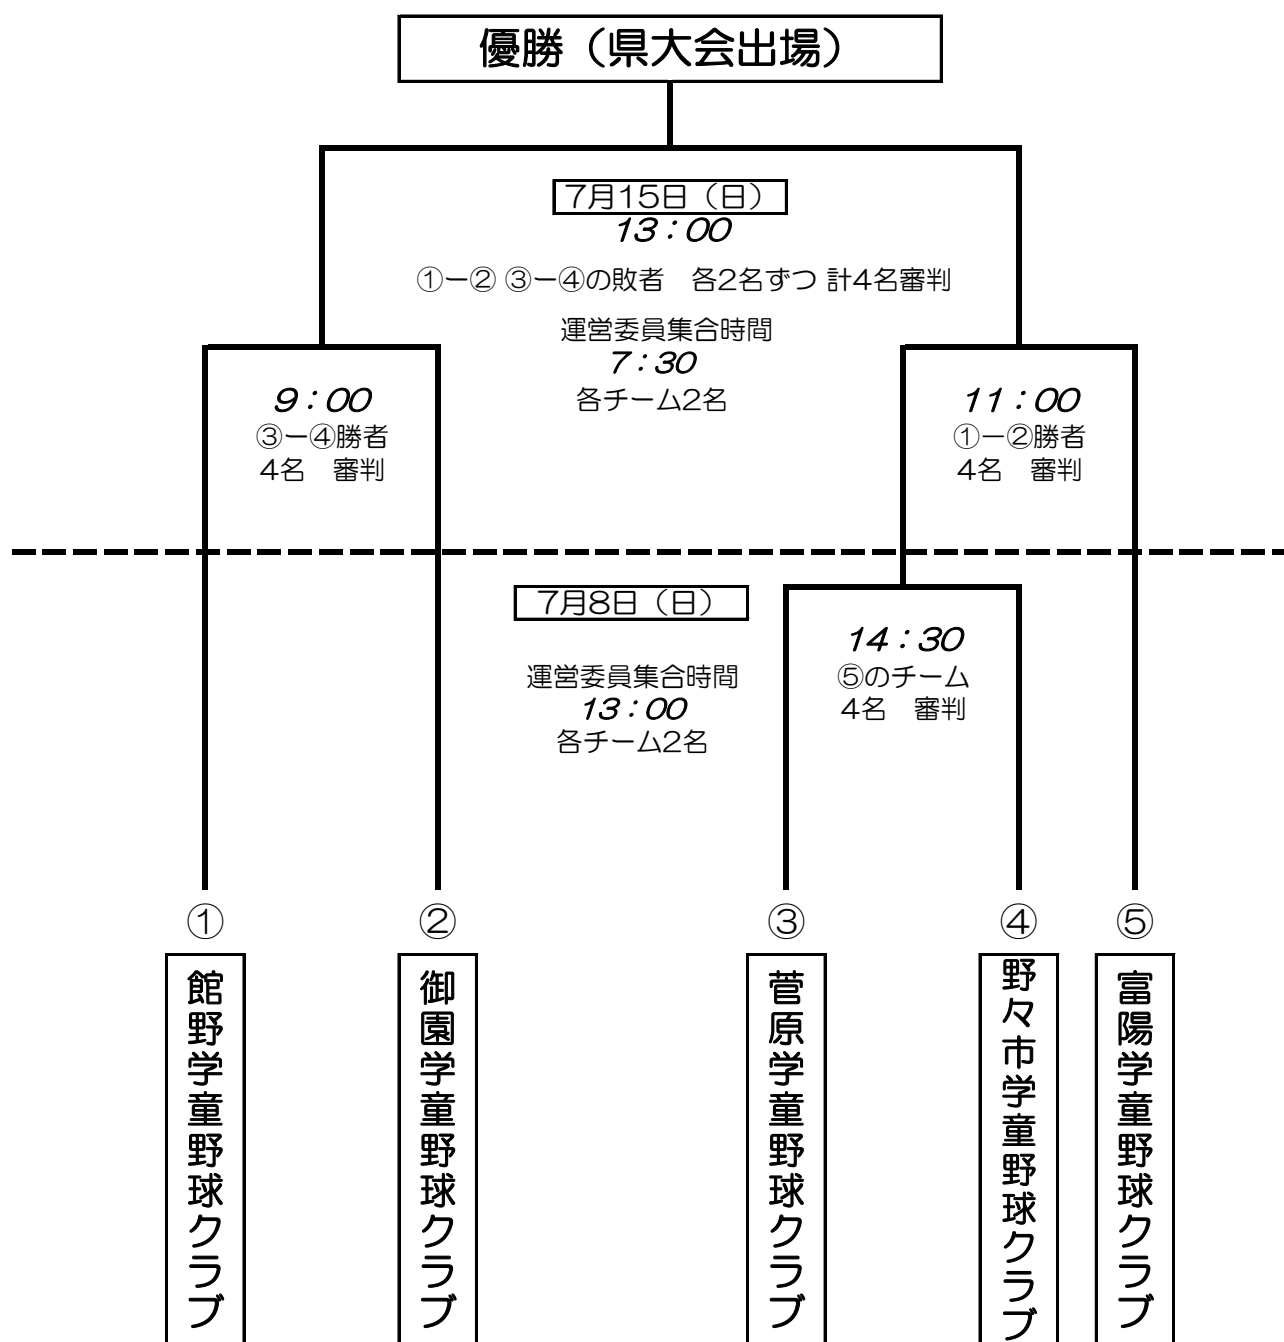 優勝（県大会出場）
7月15日（日）
13：00
①ー② ③ー④の敗者　各2名ずつ 計4名審判
運営委員集合時間
7：30
各チーム2名
9：00
③ー④勝者
4名　審判
11：00
①ー②勝者
4名　審判
7月8日（日）
運営委員集合時間
13：00
各チーム2名
14：30
⑤のチーム
4名　審判
①
②
③
④
⑤
館野学童野球クラブ
御園学童野球クラブ
菅原学童野球クラブ
野々市学童野球クラブ
富陽学童野球クラブ